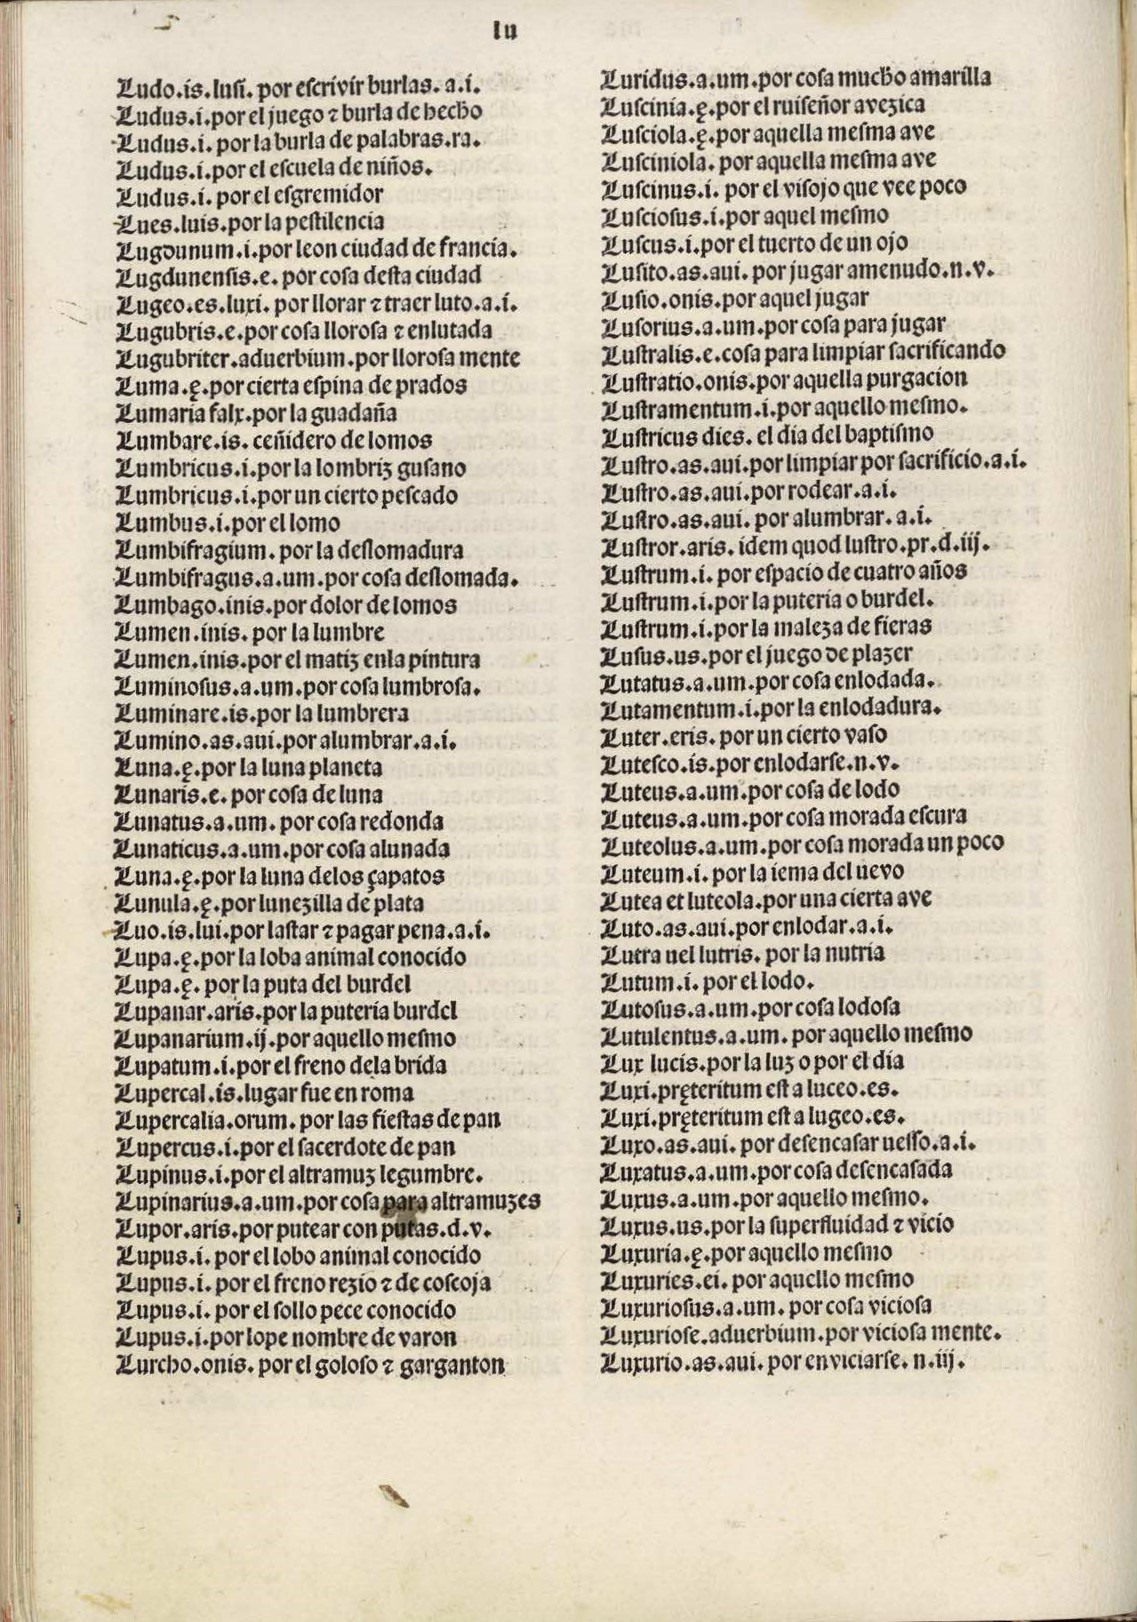 lu
Ludo.is.lusi. por escrivir burlas. a.i.
Ludus.i.por el juego ⁊ burla de hecho
Ludus.i. por la burla de palabras.ra.
Ludus.i.por el escuela de niños.
Ludus.i. por el esgremidor
Lues.luis.por la pestilencia
Lugdunum.i.por leon ciudad de francia.
Lugdunensis.e. por cosa desta ciudad
Lugeo.es.luxi. por llorar ⁊ traer luto.a.i.
Lugubris.e.por cosa llorosa ⁊ enlutada
Lugubriter.aduerbium.por llorosa mente
Luma.ę.por cierta espina de prados
Lumaria falx.por la guadaña
Lumbare.is. ceñidero de lomos
Lumbricus.i.por la lombriz gusano
Lumbricus.i.por un cierto pescado
Lumbus.i.por el lomo
Lumbifragium. por la deslomadura
Lumbifragus.a.um.por cosa deslomada.
Lumbago.inis.por dolor de lomos
Lumen.inis. por la lumbre
Lumen.inis.por el matiz enla pintura
Luminosus.a.um.por cosa lumbrosa.
Luminare.is.por la lumbrera
Lumino.as.aui.por alumbrar.a.i.
Luna.ę.por la luna planeta
Lunaris.e. por cosa de luna
Lunatus.a.um. por cosa redonda
Lunaticus.a.um.por cosa alunada
Luna.ę.por la luna delos çapatos
Lunula.ę.por lunezilla de plata
Luo.is.lui.por lastar ⁊ pagar pena.a.i.
Lupa.ę.por la loba animal conocido
Lupa.ę. por la puta del burdel
Lupanar.aris.por la puteria burdel
Lupanarium.ij.por aquello mesmo
Lupatum.i.por el freno dela brida
Lupercal.is.lugar fue en roma
Lupercalia.orum. por las fiestas de pan
Lupercus.i.por el sacerdote de pan
Lupinus.i.por el altramuz legumbre.
Lupinarius.a.um.por cosa para altramuzes
Lupor.aris.por putear con putas.d.v.
Lupus.i. por el lobo animal conocido
Lupus.i. por el freno rezio ⁊ de coscoja
Lupus.i. por el sollo pece conocido
Lupus.i.por lope nombre de varon
Lurcho.onis. por el goloso ⁊ garganton
Luridus.a.um.por cosa mucho amarilla
Luscinia.ę.por el ruiseñor avezica
Lusciola.ę.por aquella mesma ave
Lusciniola. por aquella mesma ave
Luscinus.i. por el visojo que vee poco
Lusciosus.i.por aquel mesmo
Luscus.i.por el tuerto de un ojo
Lusito.as.aui. por jugar amenudo.n.v.
Lusio.onis.por aquel jugar
Lusorius.a.um.por cosa para jugar
Lustralis.e.cosa para limpiar sacrificando
Lustratio.onis.por aquella purgacion
Lustramentum.i.por aquello mesmo.
Lustricus dies. el dia del baptismo
Lustro.as.aui.por limpiar por sacrificio.a.i.
Lustro.as.aui.por rodear.a.i.
Lustro.as.aui. por alumbrar. a.i.
Lustror.aris. idem quod lustro.pr.d.iij.
Lustrum.i. por espacio de cuatro años
Lustrum.i.por la puteria o burdel.
Lustrum.i.por la maleza de fieras
Lusus.us.por el juego de plazer
Lutatus.a.um.por cosa enlodada.
Lutamentum.i.por la enlodadura.
Luter.eris. por un cierto vaso
Lutesco.is.por enlodarse.n.v.
Luteus.a.um.por cosa de lodo
Luteus.a.um.por cosa morada escura
Luteolus.a.um.por cosa morada un poco
Luteum.i. por la iema del uevo
Lutea et luteola.por una cierta ave
Luto.as.aui.por enlodar.a.i.
Lutra uel lutris. por la nutria
Lutum.i. por el lodo.
Lutosus.a.um.por cosa lodosa
Lutulentus.a.um. por aquello mesmo
Lux lucis.por la luz o por el dia
Luxi.pręteritum est a luceo.es.
Luxi.pręteritum est a lugeo.es.
Luxo.as.aui. por desencasar uesso.a.i.
Luxatus.a.um.por cosa desencasada
Luxus.a.um.por aquello mesmo.
Luxus.us.por la superfluidad ⁊ vicio
Luxuria.ę.por aquello mesmo
Luxuries.ei. por aquello mesmo
Luxuriosus.a.um. por cosa viciosa
Luxuriose.aduerbium.por viciosa mente.
Luxurio.as.aui. por enviciarse. n.iij.